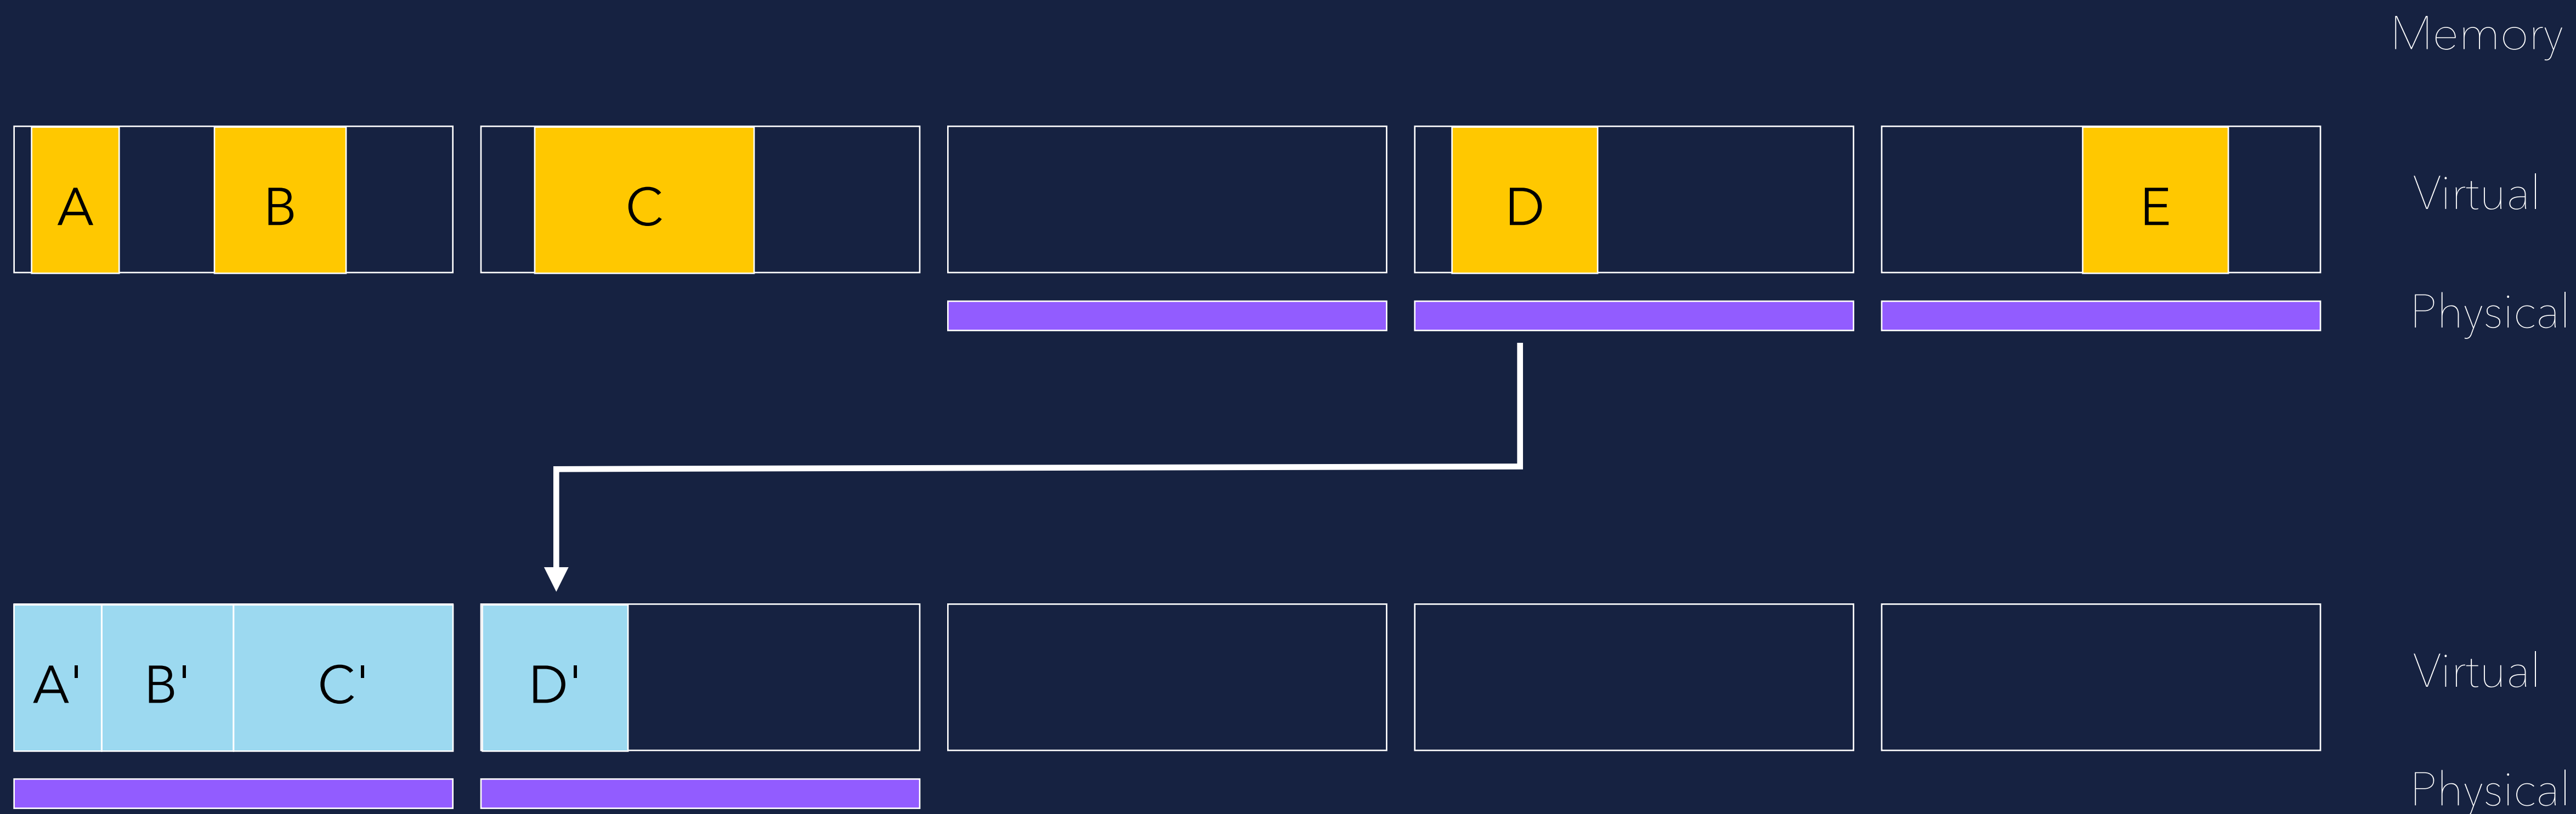 Memory
A
B
C
D
E
Virtual
Physical
A'
B'
C'
D'
Virtual
Physical